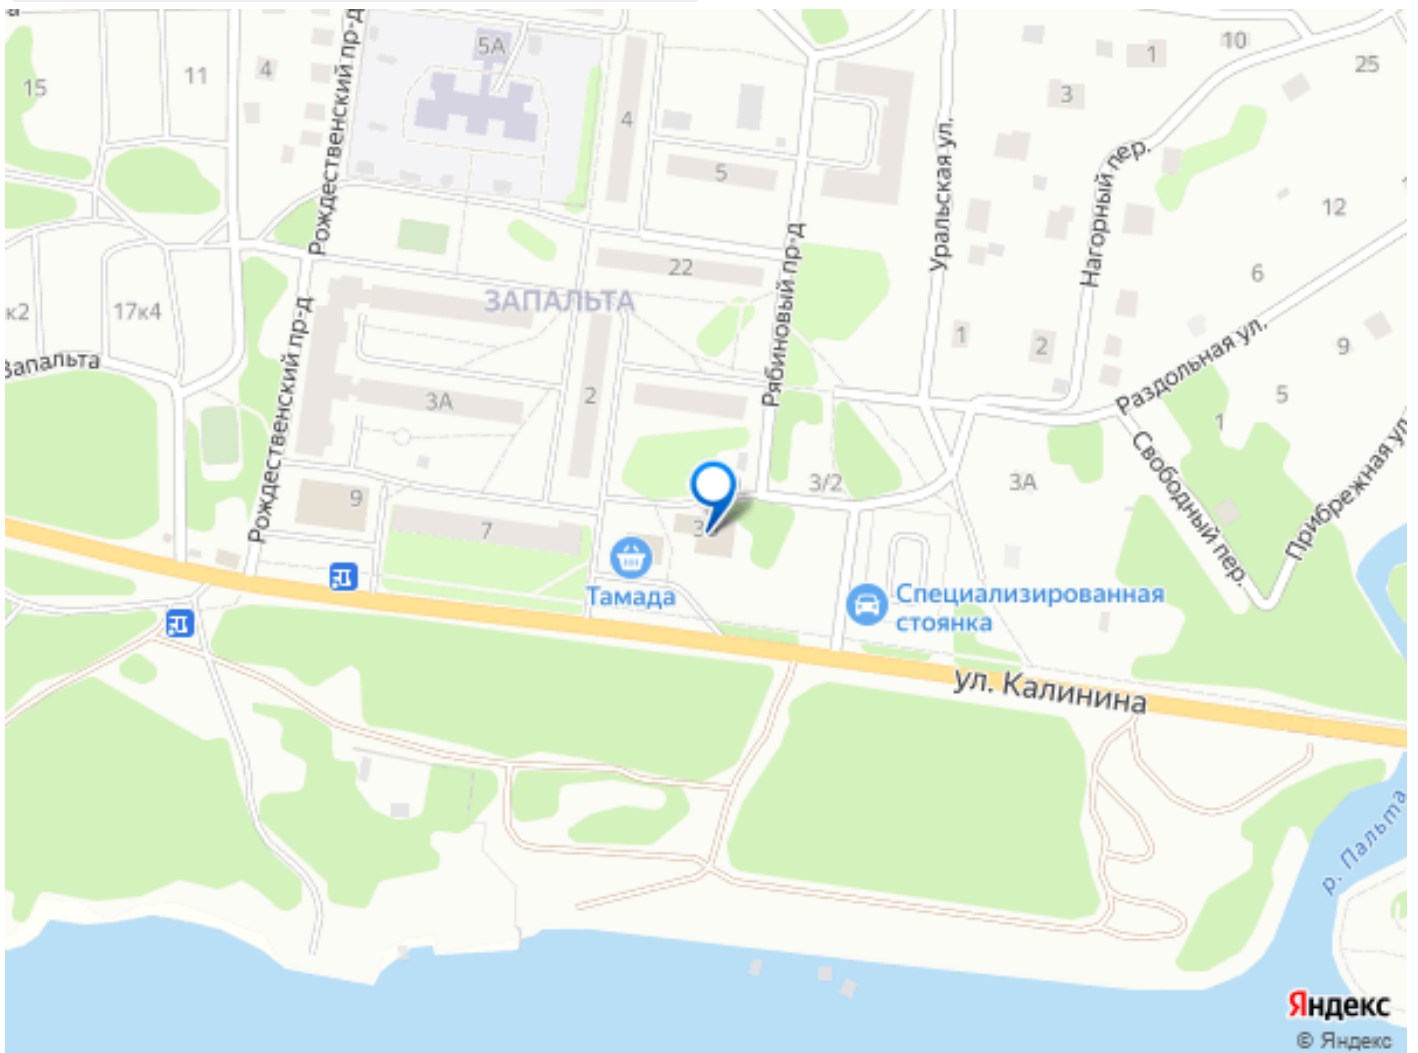 5А
4
11
15
Рождественский пр-д
4
5
1
10
25
3
Уральская ул.
Нагорный пер.
12
22
6
ЗАПАЛЬТА
к2
17к4
Рябиновый пр-д
1
2
9
Раздольная ул.
Запальта
Рождественский пр-д
3А
2
5
1
Свободный пер.
Прибрежная ул.
3/2
3А
9
7
3
Тамада
Специализированная
стоянка
ул. Калинина
р. Пальта
Яндекс
© Яндекс